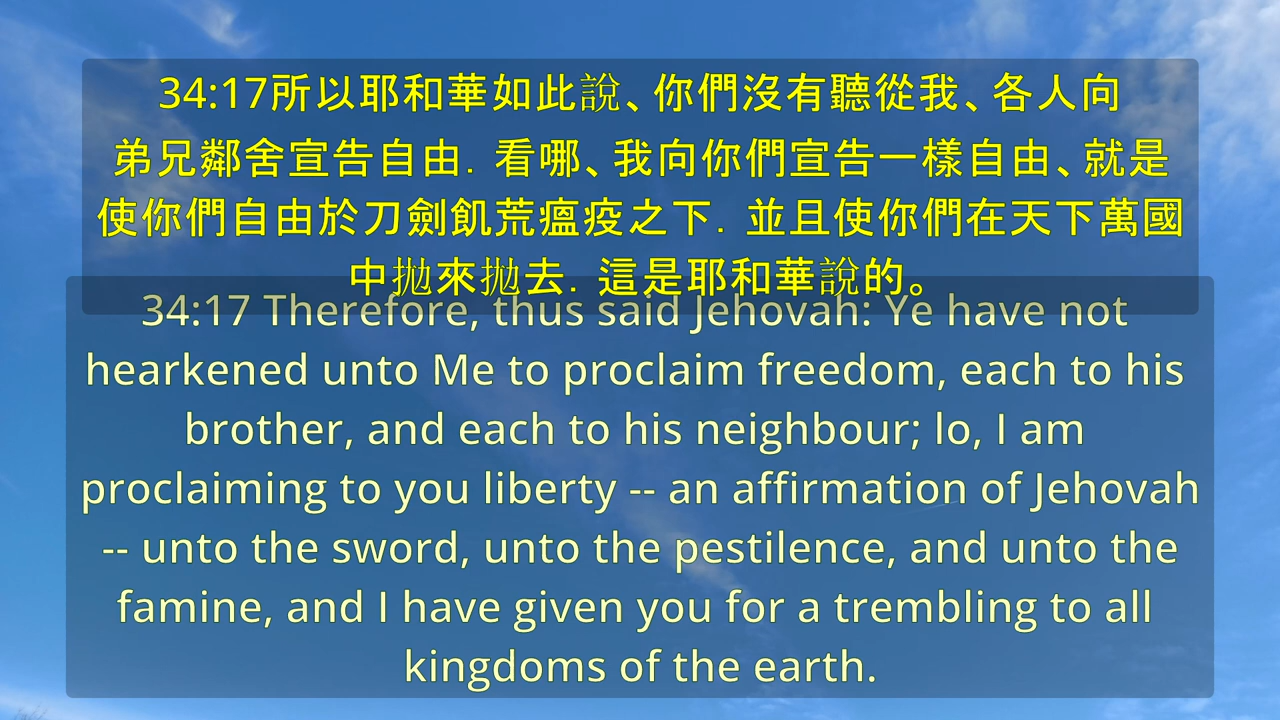 34:17所以耶和華如此說、你們沒有聽從我、各人向
弟兄鄰舍宣告自由．看哪、我向你們宣告一樣自由、就是
使你們自由於刀劍飢荒瘟疫之下．並且使你們在天下萬國
中拋來拋去．這是耶和華說的。
34:17 Therefore, thus said Jehovah: Ye have not
hearkened unto Me to proclaim freedom, each to his
brother, and each to his neighbour; lo, I am
proclaiming to you liberty -- an affirmation of Jehovah
-- unto the sword, unto the pestilence, and unto the
famine, and I have given you for a trembling to all
kingdoms of the earth.